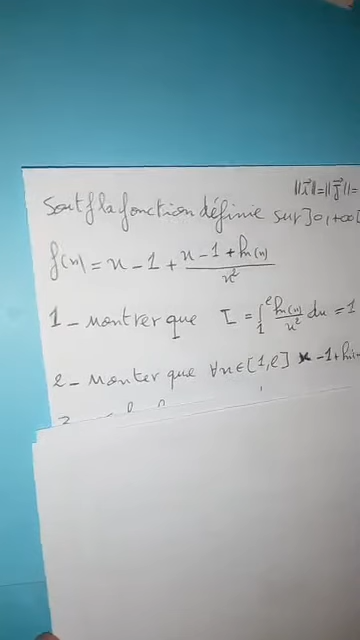 ||i⃗||=||j⃗||=
Soit f la fonction définie sur ]0,+∞[
f(x) = x - 1 + (x - 1 + ln(x))/x²
1 - montrer que I = ∫₁ᵉ ln(x)/x² dx = 1
2 - Monter que ∀x∈[1,e] x - 1 + ln